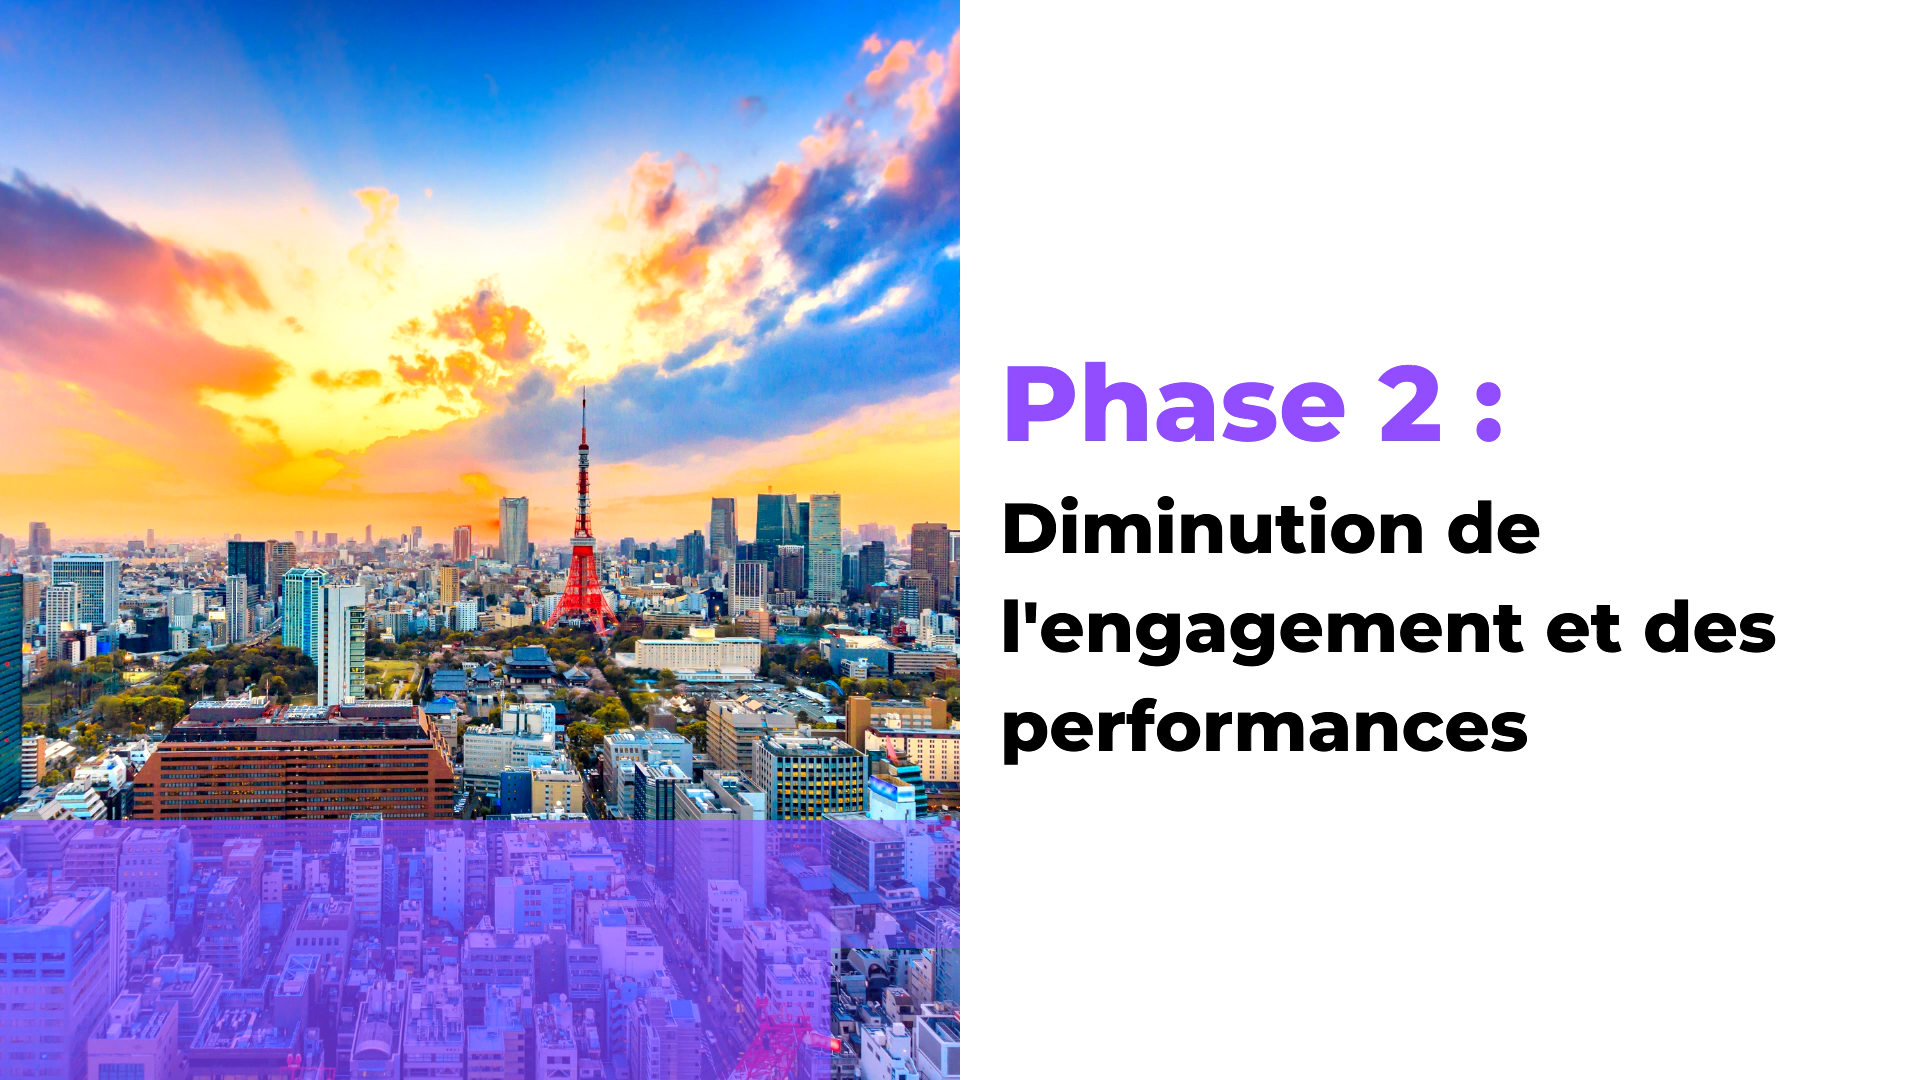 Phase 2 :
Diminution de
l'engagement et des
performances